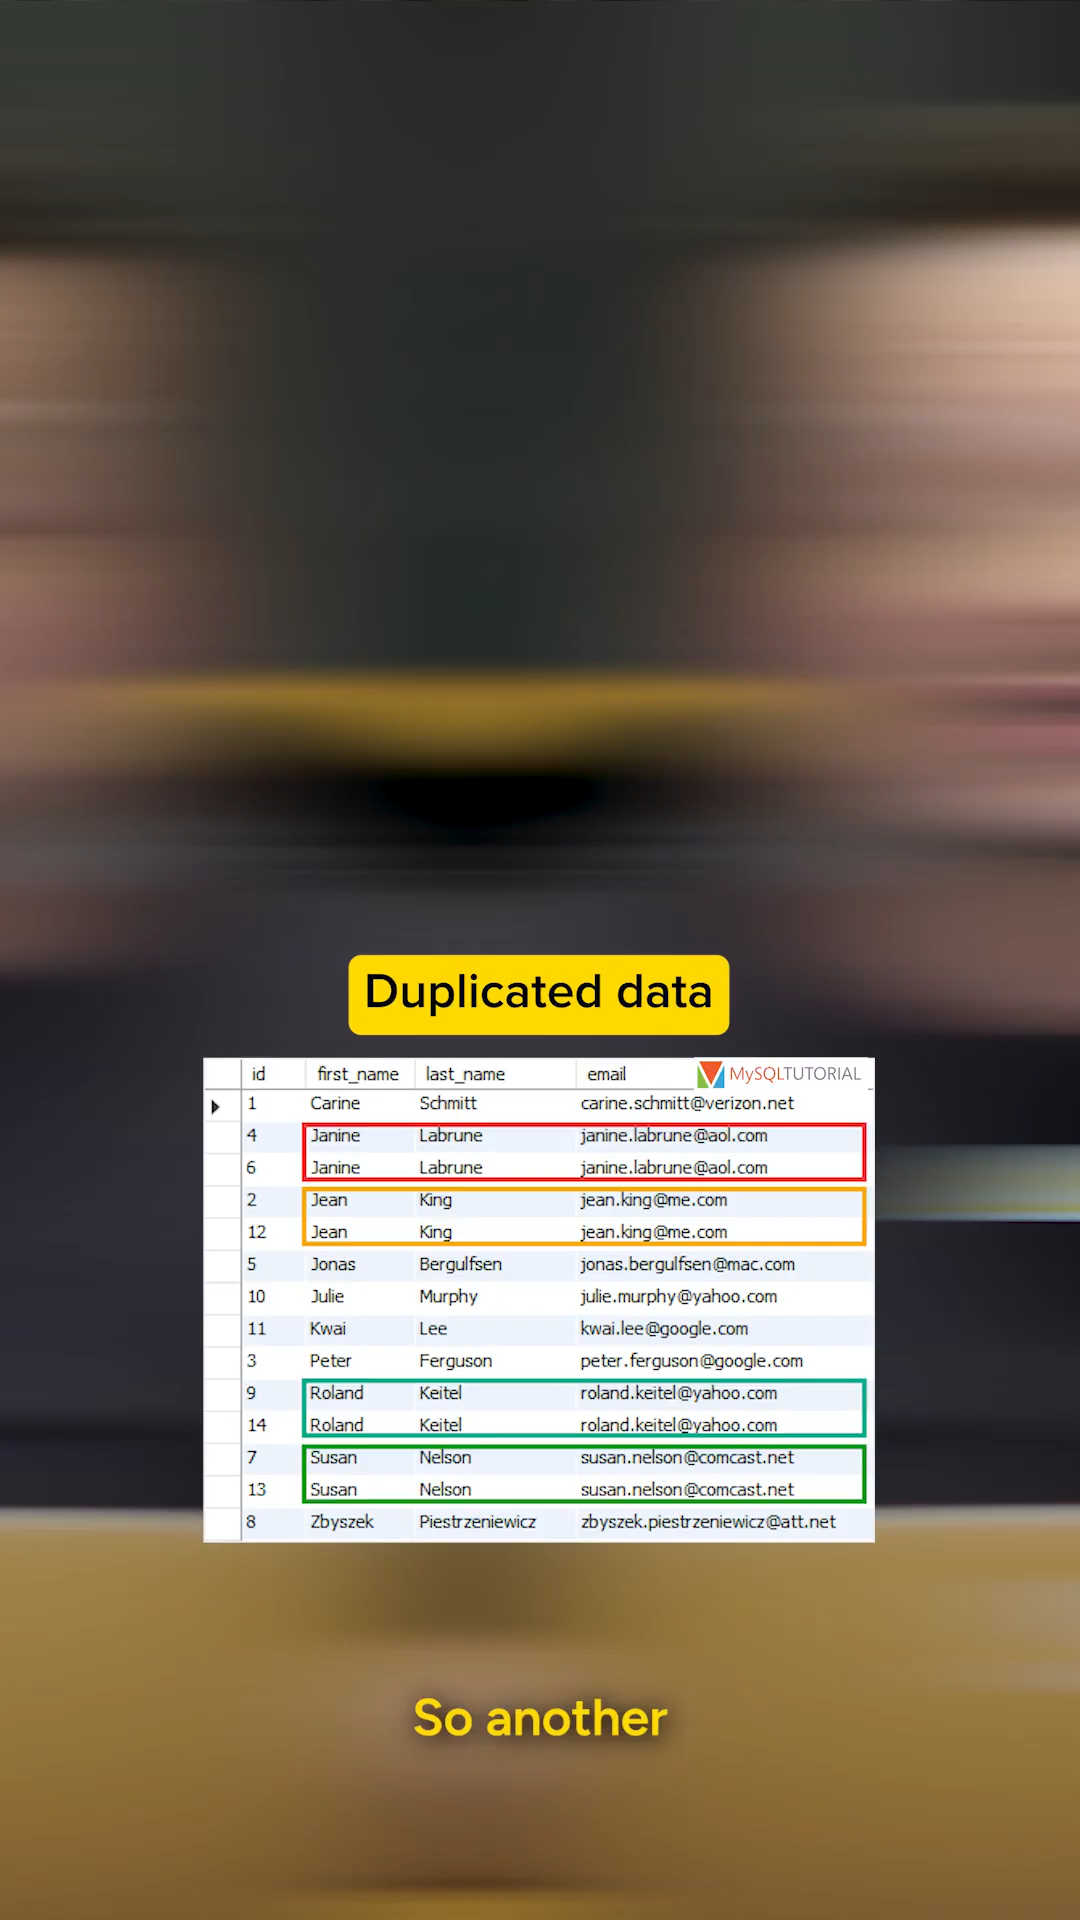 Duplicated data
id first_name last_name email MySQLTUTORIAL
1 Carine Schmitt carine.schmitt@verizon.net
4 Janine Labrune janine.labrune@aol.com
6 Janine Labrune janine.labrune@aol.com
2 Jean King jean.king@me.com
12 Jean King jean.king@me.com
5 Jonas Bergulfsen jonas.bergulfsen@mac.com
10 Julie Murphy julie.murphy@yahoo.com
11 Kwai Lee kwai.lee@google.com
3 Peter Ferguson peter.ferguson@google.com
9 Roland Keitel roland.keitel@yahoo.com
14 Roland Keitel roland.keitel@yahoo.com
7 Susan Nelson susan.nelson@comcast.net
13 Susan Nelson susan.nelson@comcast.net
8 Zbyszek Piestrzeniewicz zbyszek.piestrzeniewicz@att.net
So another